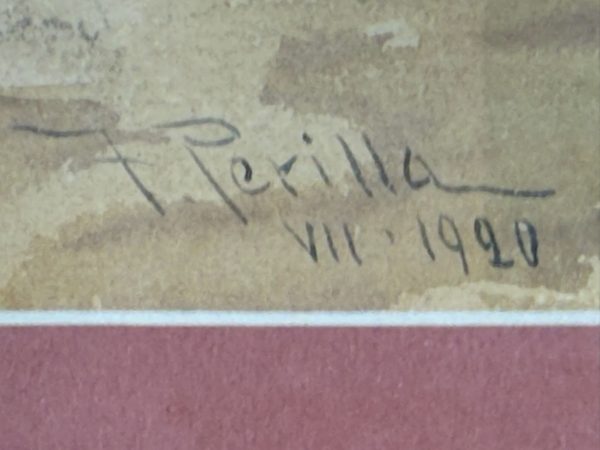 F. Perilla
VII · 1920